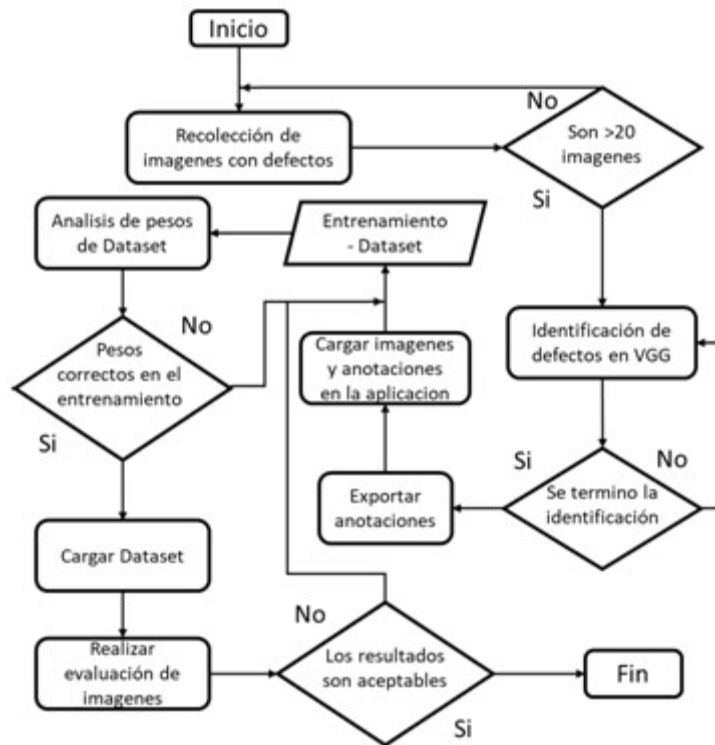 Inicio
Recolección de
imagenes con defectos
No
Son >20
imagenes
Si
Analisis de pesos
de Dataset
Entrenamiento
- Dataset
Identificación de
defectos en VGG
No
Pesos
correctos en el
entrenamiento
Si
Cargar imagenes
y anotaciones
en la aplicacion
Si
No
Se termino la
identificación
Exportar
anotaciones
Cargar Dataset
Realizar
evaluación de
imagenes
No
Los resultados
son aceptables
Si
Fin